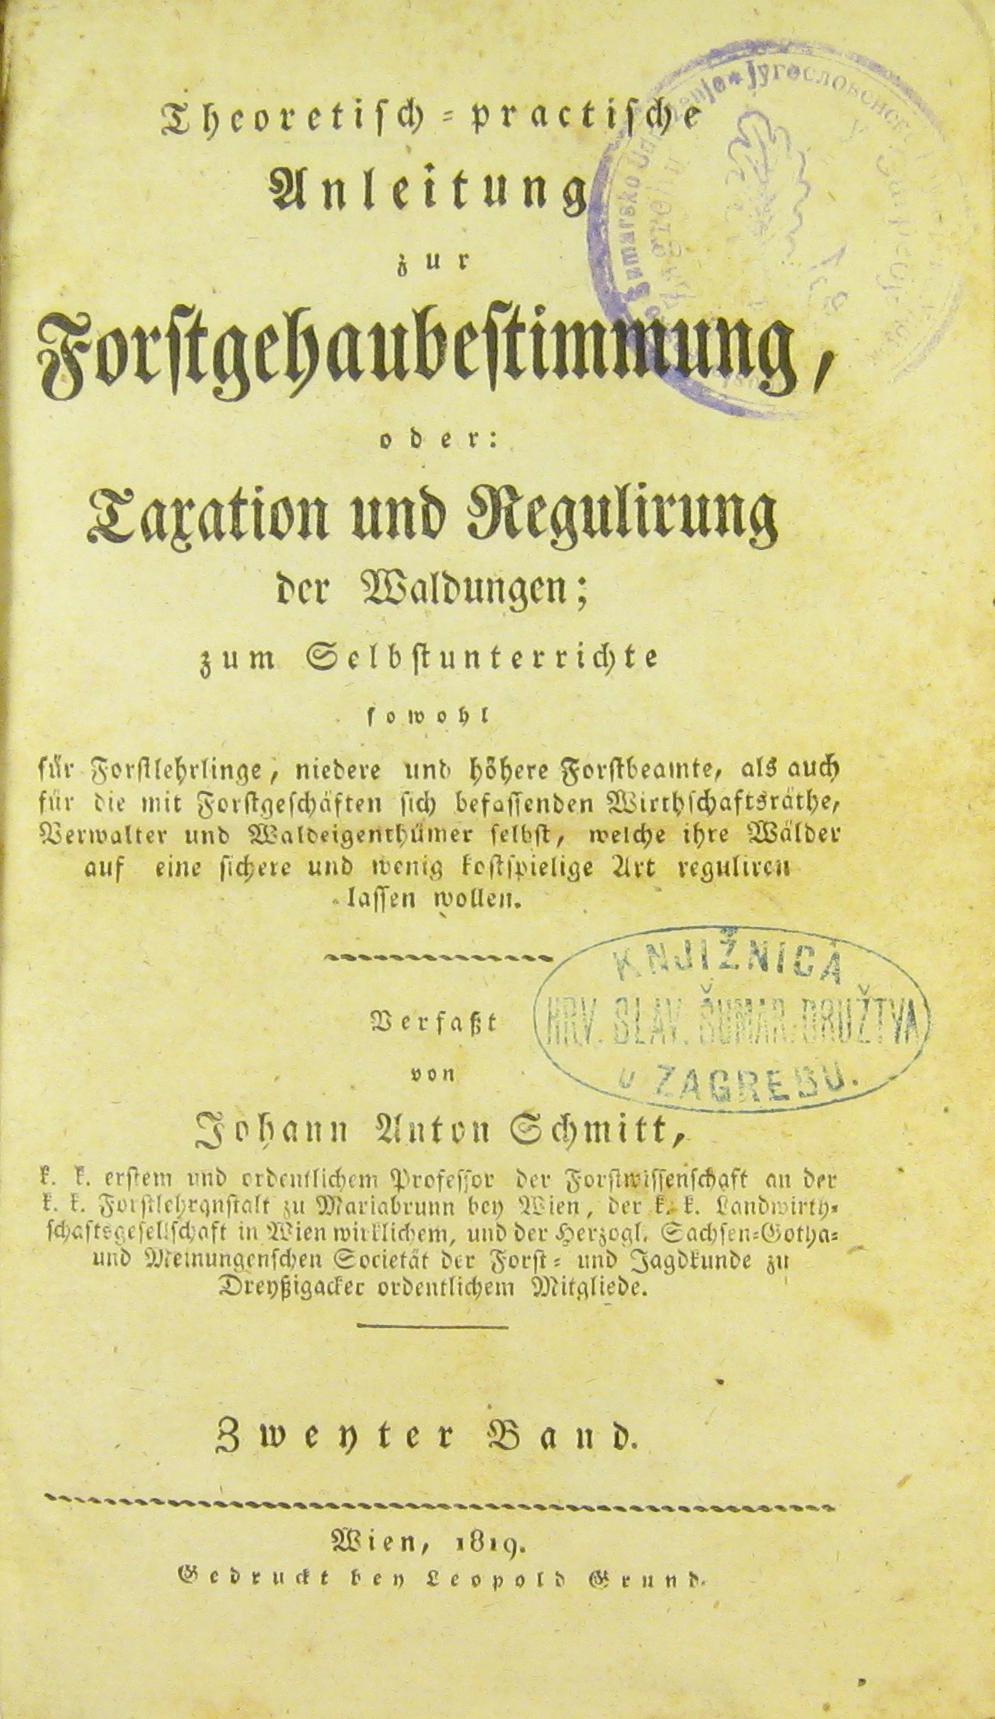 Theoretisch-practische
Anleitung
zur
Forstgehaubestimmung,
oder:
Taxation und Regulirung
der Waldungen;
zum Selbstunterrichte
sowohl
für Forstlehrlinge, niedere und höhere Forstbeamte, als auch
für die mit Forstgeschäften sich befassenden Wirthschaftsräthe,
Verwalter und Waldeigenthümer selbst, welche ihre Wälder
auf eine sichere und wenig kostspielige Art reguliren
lassen wollen.
Verfaßt
von
Johann Anton Schmitt,
k. k. erstem und ordentlichem Professor der Forstwissenschaft an der
k. k. Forstlehranstalt zu Mariabrunn bey Wien, der k. k. Landwirth-
schaftsgesellschaft in Wien wirklichem, und der Herzogl. Sachsen-Gotha-
und Meinungenschen Societät der Forst- und Jagdkunde zu
Dreyßigacker ordentlichem Mitgliede.
Zweyter Band.
Wien, 1819.
Gedruckt bey Leopold Grund.
KNJIŽNICA
HRV. SLAV. ŠUMAR. DRUŽTVA
U ZAGREBU.